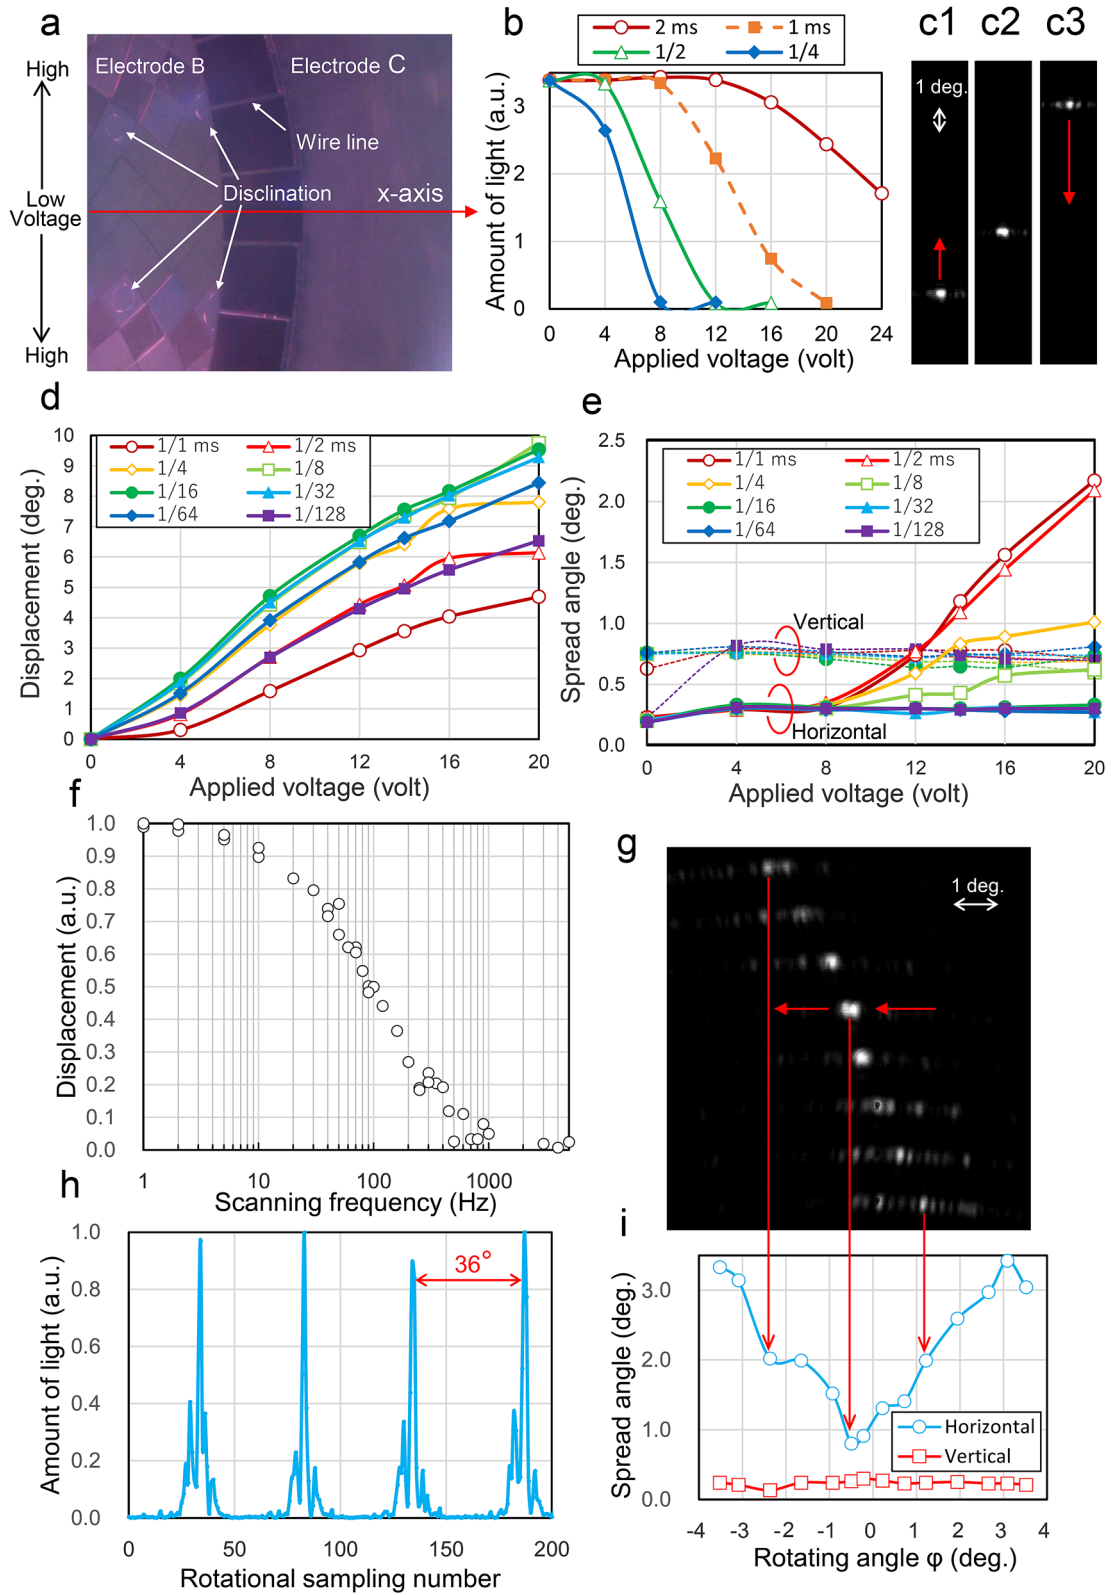 a
High
Low
Voltage
High
Electrode B
Electrode C
Wire line
Disclination
x-axis
b
2 ms
1 ms
1/2
1/4
Amount of light (a.u.)
3
2
1
0
0 4 8 12 16 20 24
Applied voltage (volt)
c1 c2 c3
1 deg.
d
1/1 ms
1/2 ms
1/4
1/8
1/16
1/32
1/64
1/128
Displacement (deg.)
10
9
8
7
6
5
4
3
2
1
0
0 4 8 12 16 20
Applied voltage (volt)
e
1/1 ms
1/2 ms
1/4
1/8
1/16
1/32
1/64
1/128
Spread angle (deg.)
2.5
2.0
1.5
1.0
0.5
0.0
Vertical
Horizontal
0 4 8 12 16 20
Applied voltage (volt)
f
Displacement (a.u.)
1.0
0.9
0.8
0.7
0.6
0.5
0.4
0.3
0.2
0.1
0.0
1 10 100 1000
Scanning frequency (Hz)
g
1 deg.
h
Amount of light (a.u.)
1.0
0.8
0.6
0.4
0.2
0.0
36°
0 50 100 150 200
Rotational sampling number
i
Spread angle (deg.)
3.0
2.0
1.0
0.0
Horizontal
Vertical
-4 -3 -2 -1 0 1 2 3 4
Rotating angle φ (deg.)